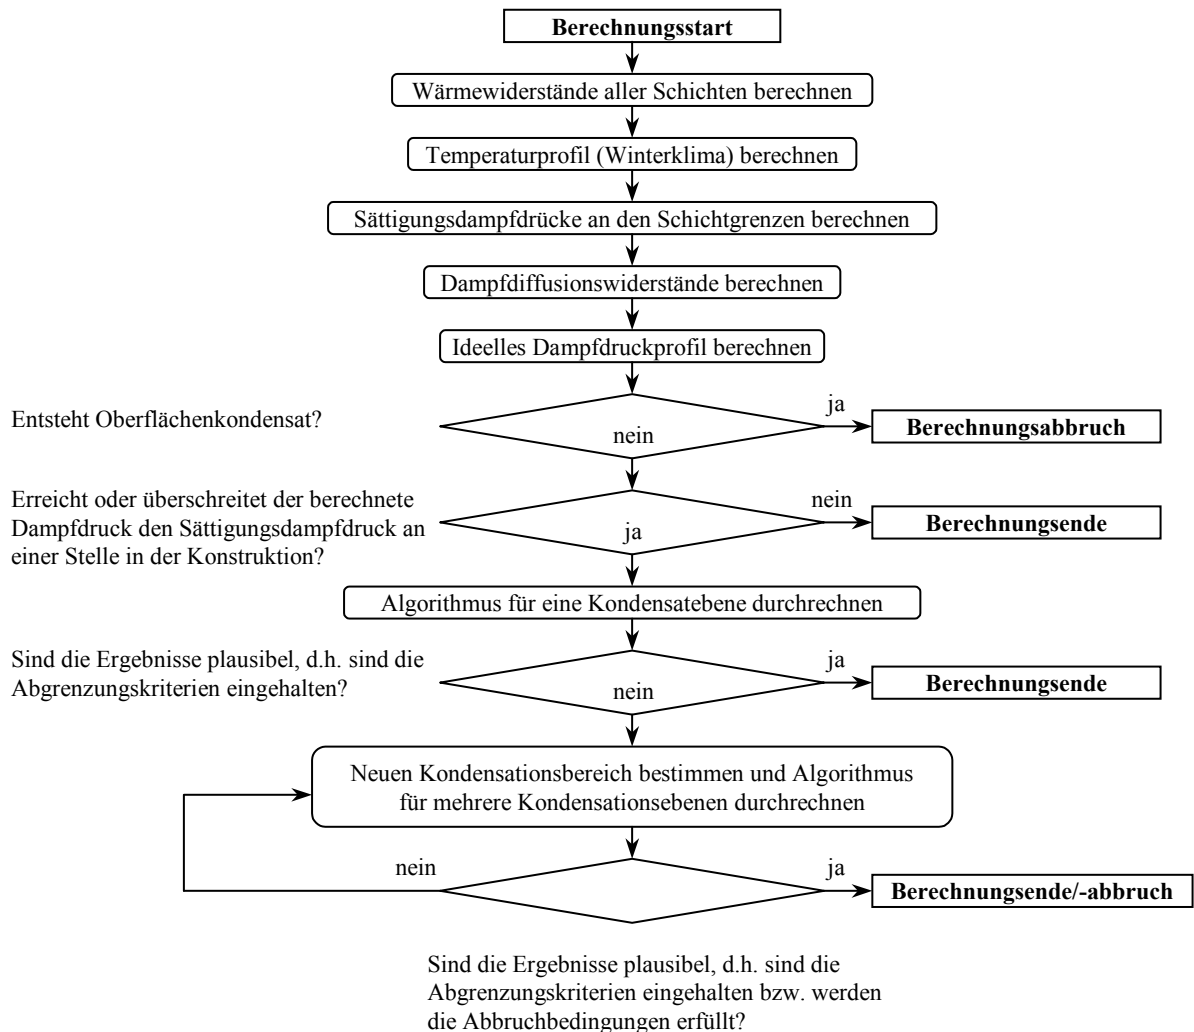 Berechnungsstart
Wärmewiderstände aller Schichten berechnen
Temperaturprofil (Winterklima) berechnen
Sättigungsdampfdrücke an den Schichtgrenzen berechnen
Dampfdiffusionswiderstände berechnen
Ideelles Dampfdruckprofil berechnen
Entsteht Oberflächenkondensat?
nein
ja
Berechnungsabbruch
Erreicht oder überschreitet der berechnete
Dampfdruck den Sättigungsdampfdruck an
einer Stelle in der Konstruktion?
ja
nein
Berechnungsende
Algorithmus für eine Kondensatebene durchrechnen
Sind die Ergebnisse plausibel, d.h. sind die
Abgrenzungskriterien eingehalten?
nein
ja
Berechnungsende
Neuen Kondensationsbereich bestimmen und Algorithmus
für mehrere Kondensationsebenen durchrechnen
nein
ja
Berechnungsende/-abbruch
Sind die Ergebnisse plausibel, d.h. sind die
Abgrenzungskriterien eingehalten bzw. werden
die Abbruchbedingungen erfüllt?